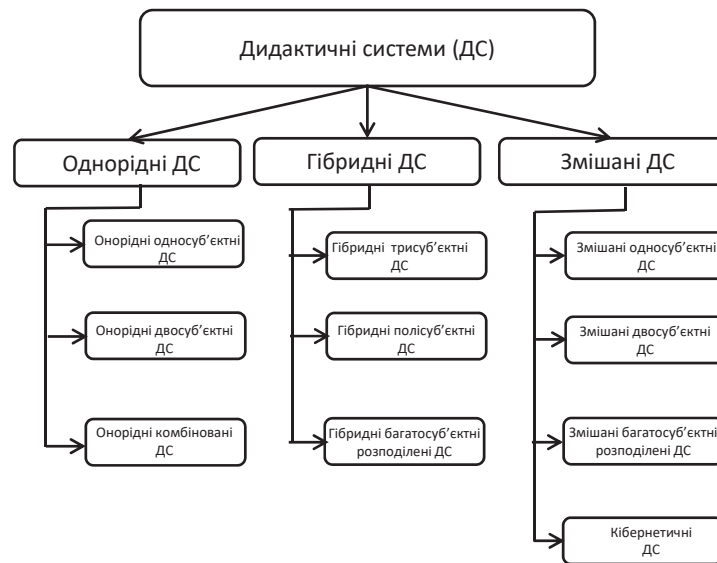 Дидактичні системи (ДС)
Однорідні ДС
Онорідні односуб'єктні
ДС
Онорідні двосуб'єктні
ДС
Онорідні комбіновані
ДС
Гібридні ДС
Гібридні трисуб'єктні
ДС
Гібридні полісуб'єктні
ДС
Гібридні багатосуб'єктні
розподілені ДС
Змішані ДС
Змішані односуб'єктні
ДС
Змішані двосуб'єктні
ДС
Змішані багатосуб'єктні
розподілені ДС
Кібернетичні
ДС